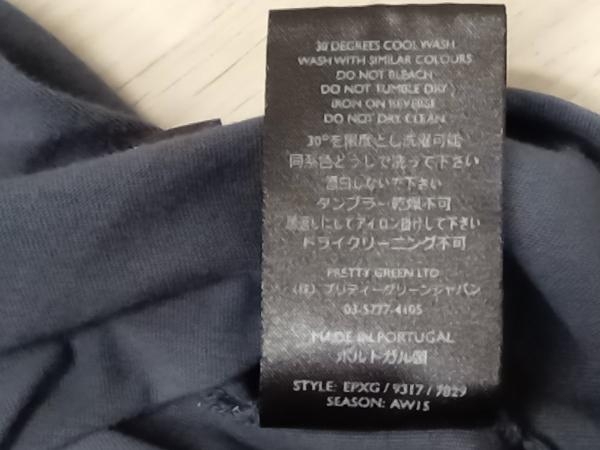 30 DEGREES COOL WASH
WASH WITH SIMILAR COLOURS
DO NOT BLEACH
DO NOT TUMBLE DRY
IRON ON REVERSE
DO NOT DRY CLEAN
30°を限度とし洗濯可能
同系色どうしで洗って下さい
漂白しないで下さい
タンブラー乾燥不可
裏返しにしてアイロン掛けして下さい
ドライクリーニング不可
PRETTY GREEN LTD
(株) プリティーグリーンジャパン
03-5777-4105
MADE IN PORTUGAL
ポルトガル製
STYLE: EPXG / 9317 / 7029
SEASON: AW15